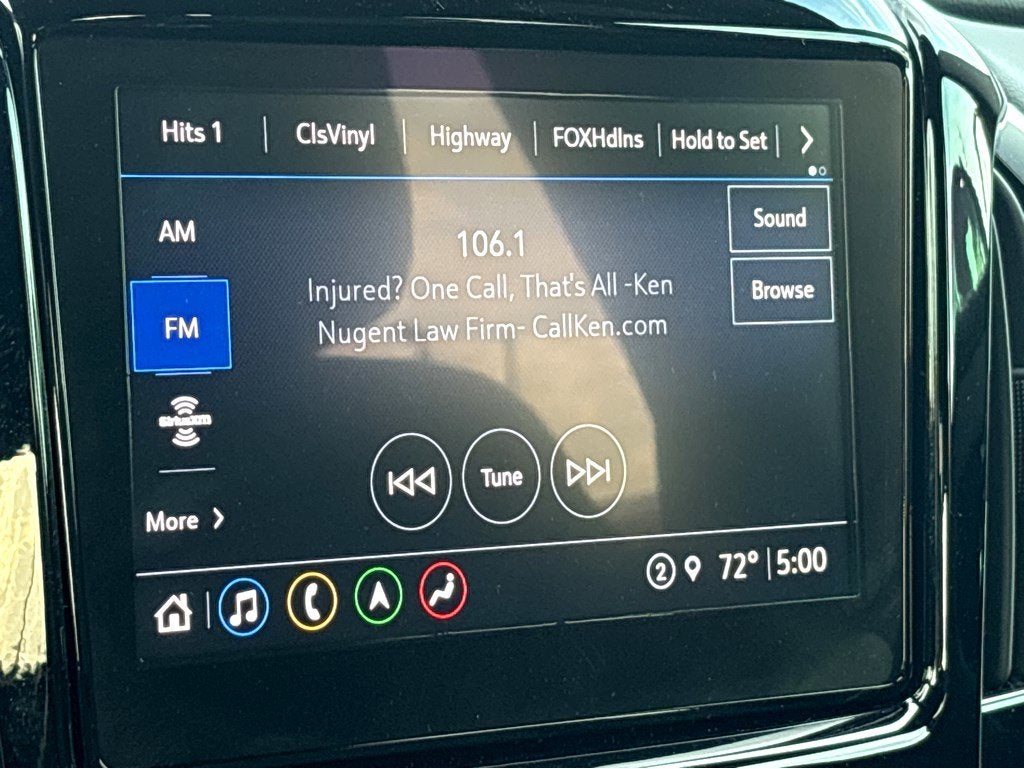 Hits 1 ClsVinyl Highway FOXHdlns Hold to Set
AM
Sound
106.1
Injured? One Call, That's All -Ken
Nugent Law Firm- CallKen.com
Browse
FM
SiriusXM
Tune
More
2 72° 5:00